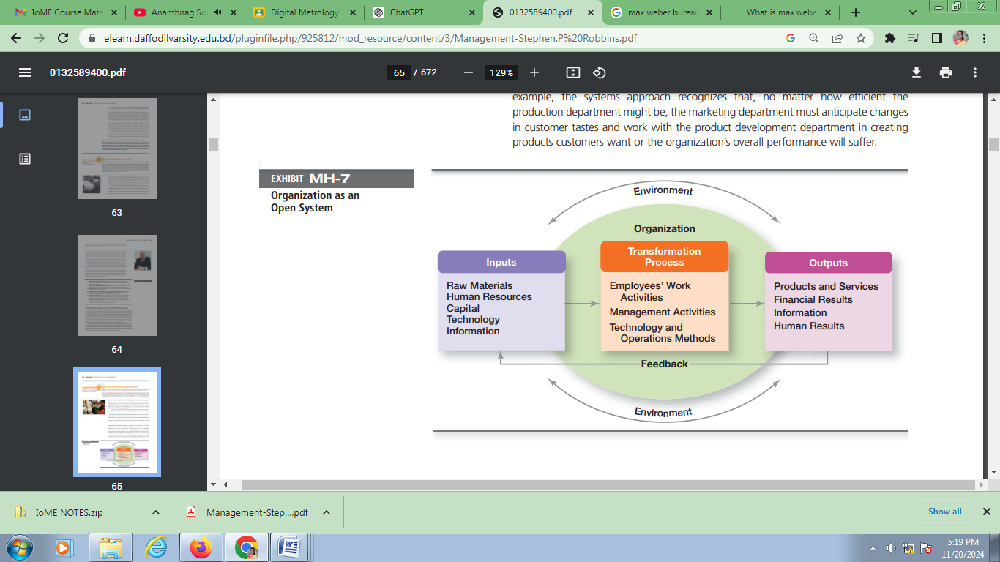 IoME Course Mate
Ananthnag So
Digital Metrology
ChatGPT
0132589400.pdf
max weber bureau
What is max webe
elearn.daffodilvarsity.edu.bd/pluginfile.php/925812/mod_resource/content/3/Management-Stephen.P%20Robbins.pdf
0132589400.pdf
65 / 672
129%
63
64
65
example, the systems approach recognizes that, no matter how efficient the
production department might be, the marketing department must anticipate changes
in customer tastes and work with the product development department in creating
products customers want or the organization's overall performance will suffer.
EXHIBIT MH-7
Organization as an
Open System
Environment
Organization
Inputs
Raw Materials
Human Resources
Capital
Technology
Information
Transformation
Process
Employees' Work
Activities
Management Activities
Technology and
Operations Methods
Outputs
Products and Services
Financial Results
Information
Human Results
Feedback
Environment
IoME NOTES.zip
Management-Step....pdf
Show all
5:19 PM
11/20/2024